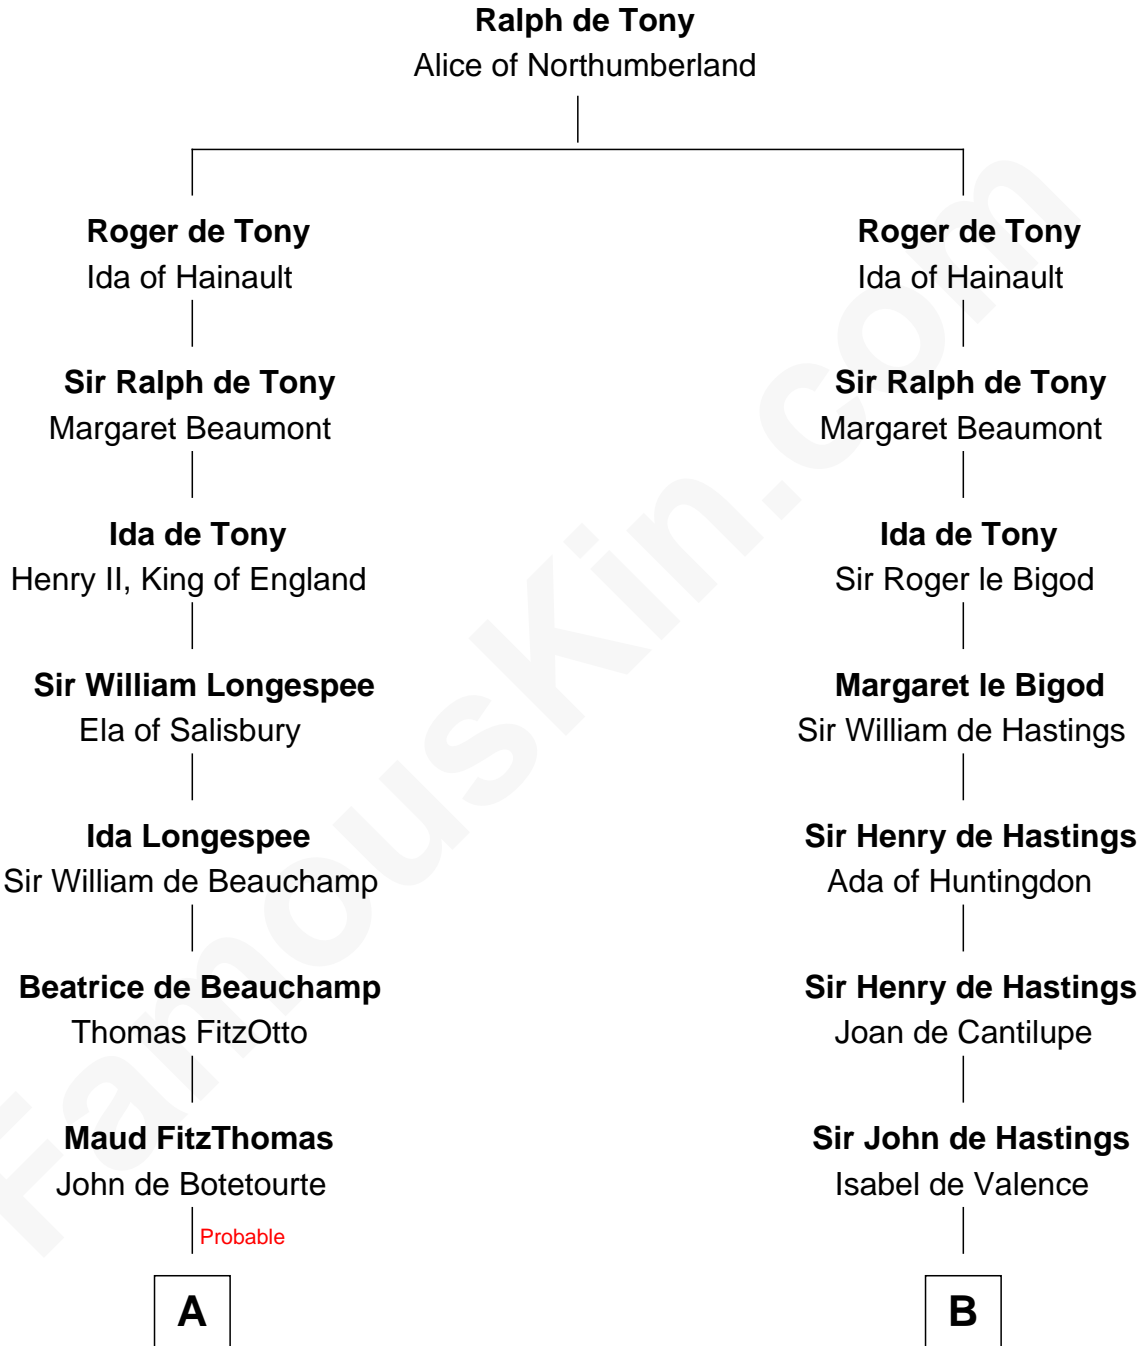 Ralph de Tony
Alice of Northumberland
Roger de Tony
Ida of Hainault
Roger de Tony
Ida of Hainault
Sir Ralph de Tony
Margaret Beaumont
Sir Ralph de Tony
Margaret Beaumont
Ida de Tony
Henry II, King of England
Ida de Tony
Sir Roger le Bigod
Sir William Longespee
Ela of Salisbury
Margaret le Bigod
Sir William de Hastings
Ida Longespee
Sir William de Beauchamp
Sir Henry de Hastings
Ada of Huntingdon
Beatrice de Beauchamp
Thomas FitzOtto
Sir Henry de Hastings
Joan de Cantilupe
Maud FitzThomas
John de Botetourte
Sir John de Hastings
Isabel de Valence
Probable
A
B
FamousKin.com